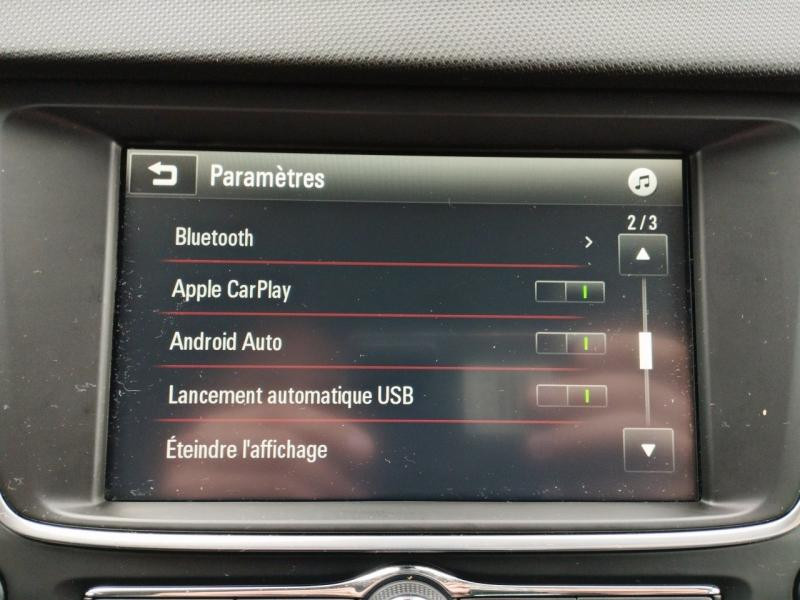 Paramètres
2/3
Bluetooth
Apple CarPlay
Android Auto
Lancement automatique USB
Éteindre l'affichage